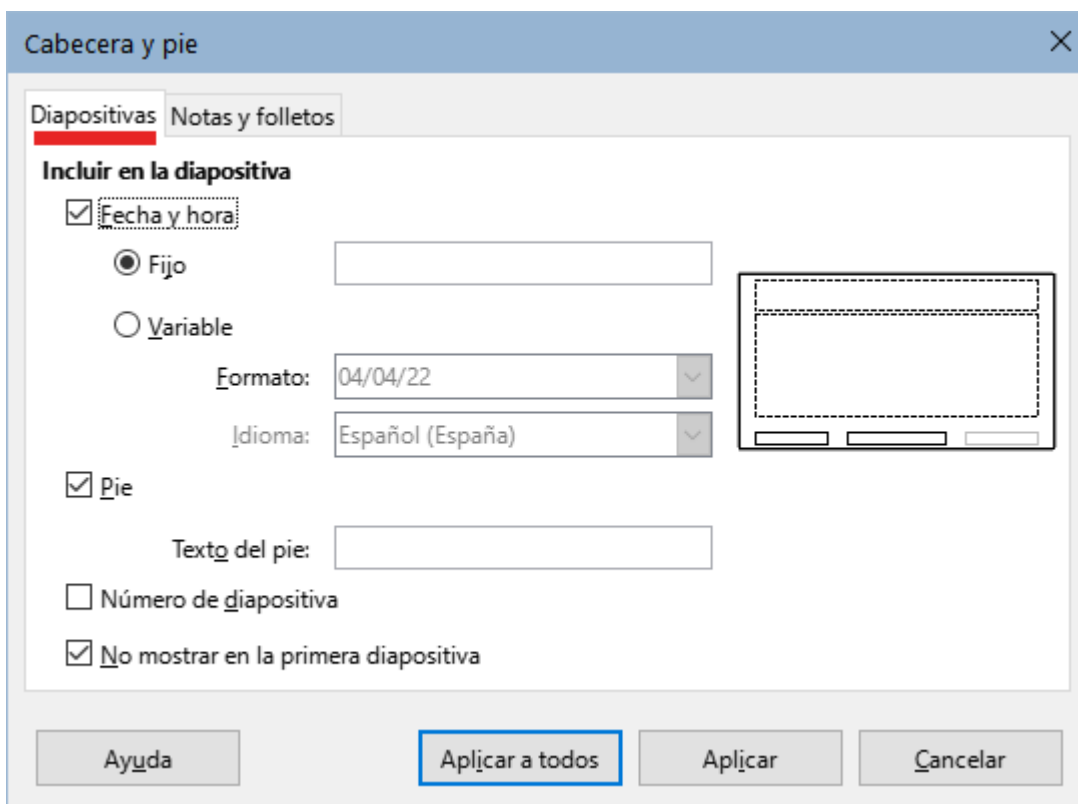 Cabecera y pie
Diapositivas Notas y folletos
Incluir en la diapositiva
Fecha y hora
Fijo
Variable
Formato: 04/04/22
Idioma: Español (España)
Pie
Texto del pie:
Número de diapositiva
No mostrar en la primera diapositiva
Ayuda Aplicar a todos Aplicar Cancelar